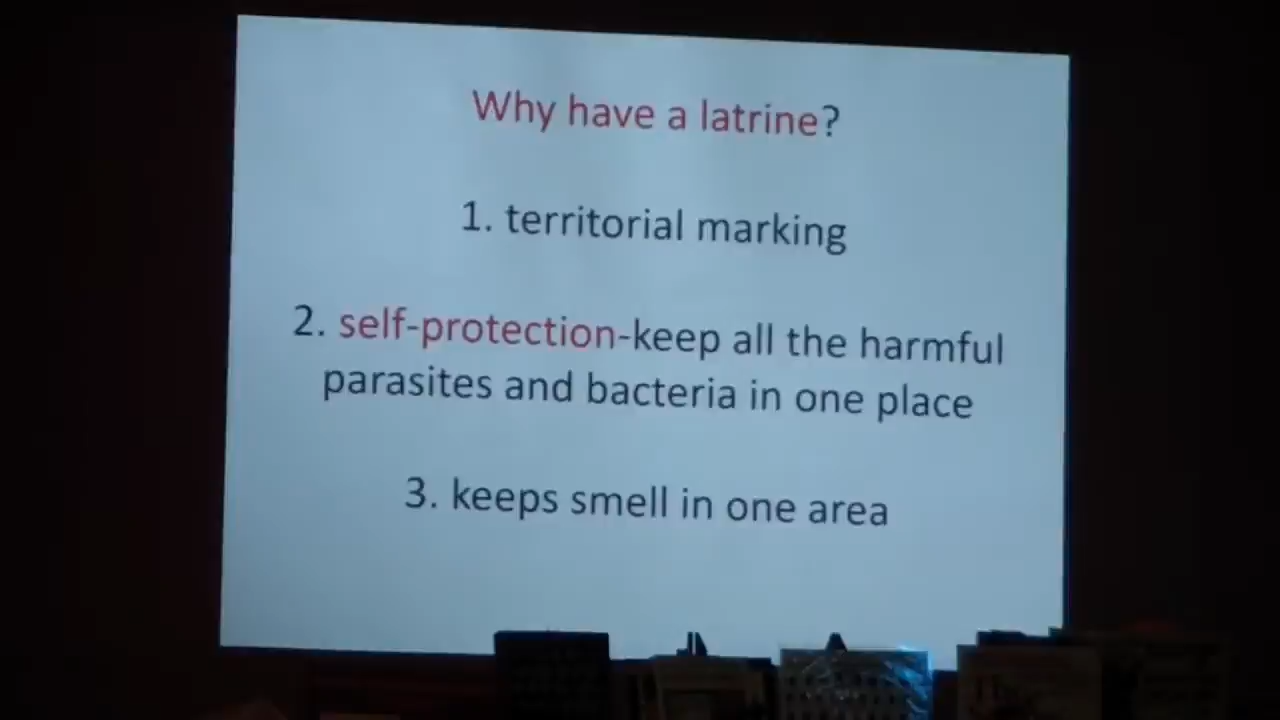 Why have a latrine?
1. territorial marking
2. self-protection-keep all the harmful
parasites and bacteria in one place
3. keeps smell in one area